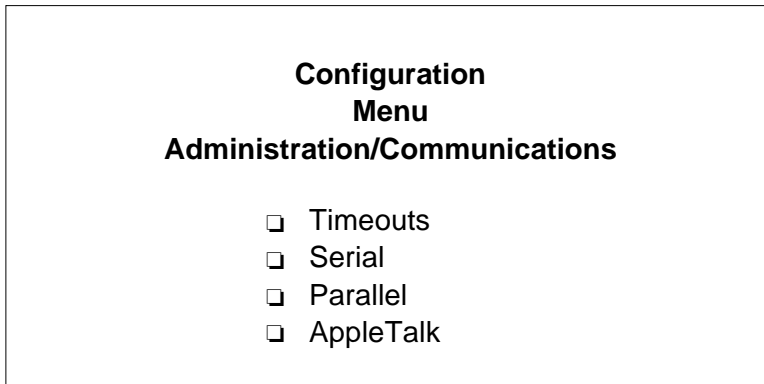 Configuration
Menu
Administration/Communications
❏ Timeouts
❏ Serial
❏ Parallel
❏ AppleTalk